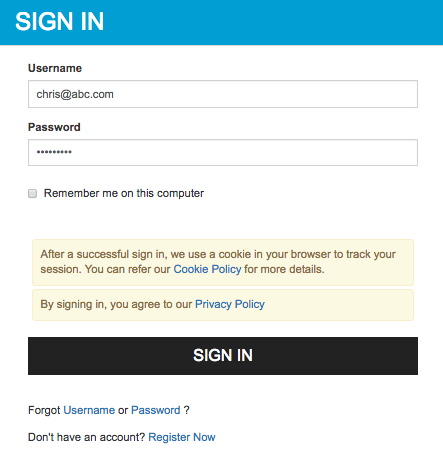 SIGN IN
Username
chris@abc.com
Password
•••••••••
Remember me on this computer
After a successful sign in, we use a cookie in your browser to track your
session. You can refer our Cookie Policy for more details.
By signing in, you agree to our Privacy Policy
SIGN IN
Forgot Username or Password ?
Don't have an account? Register Now